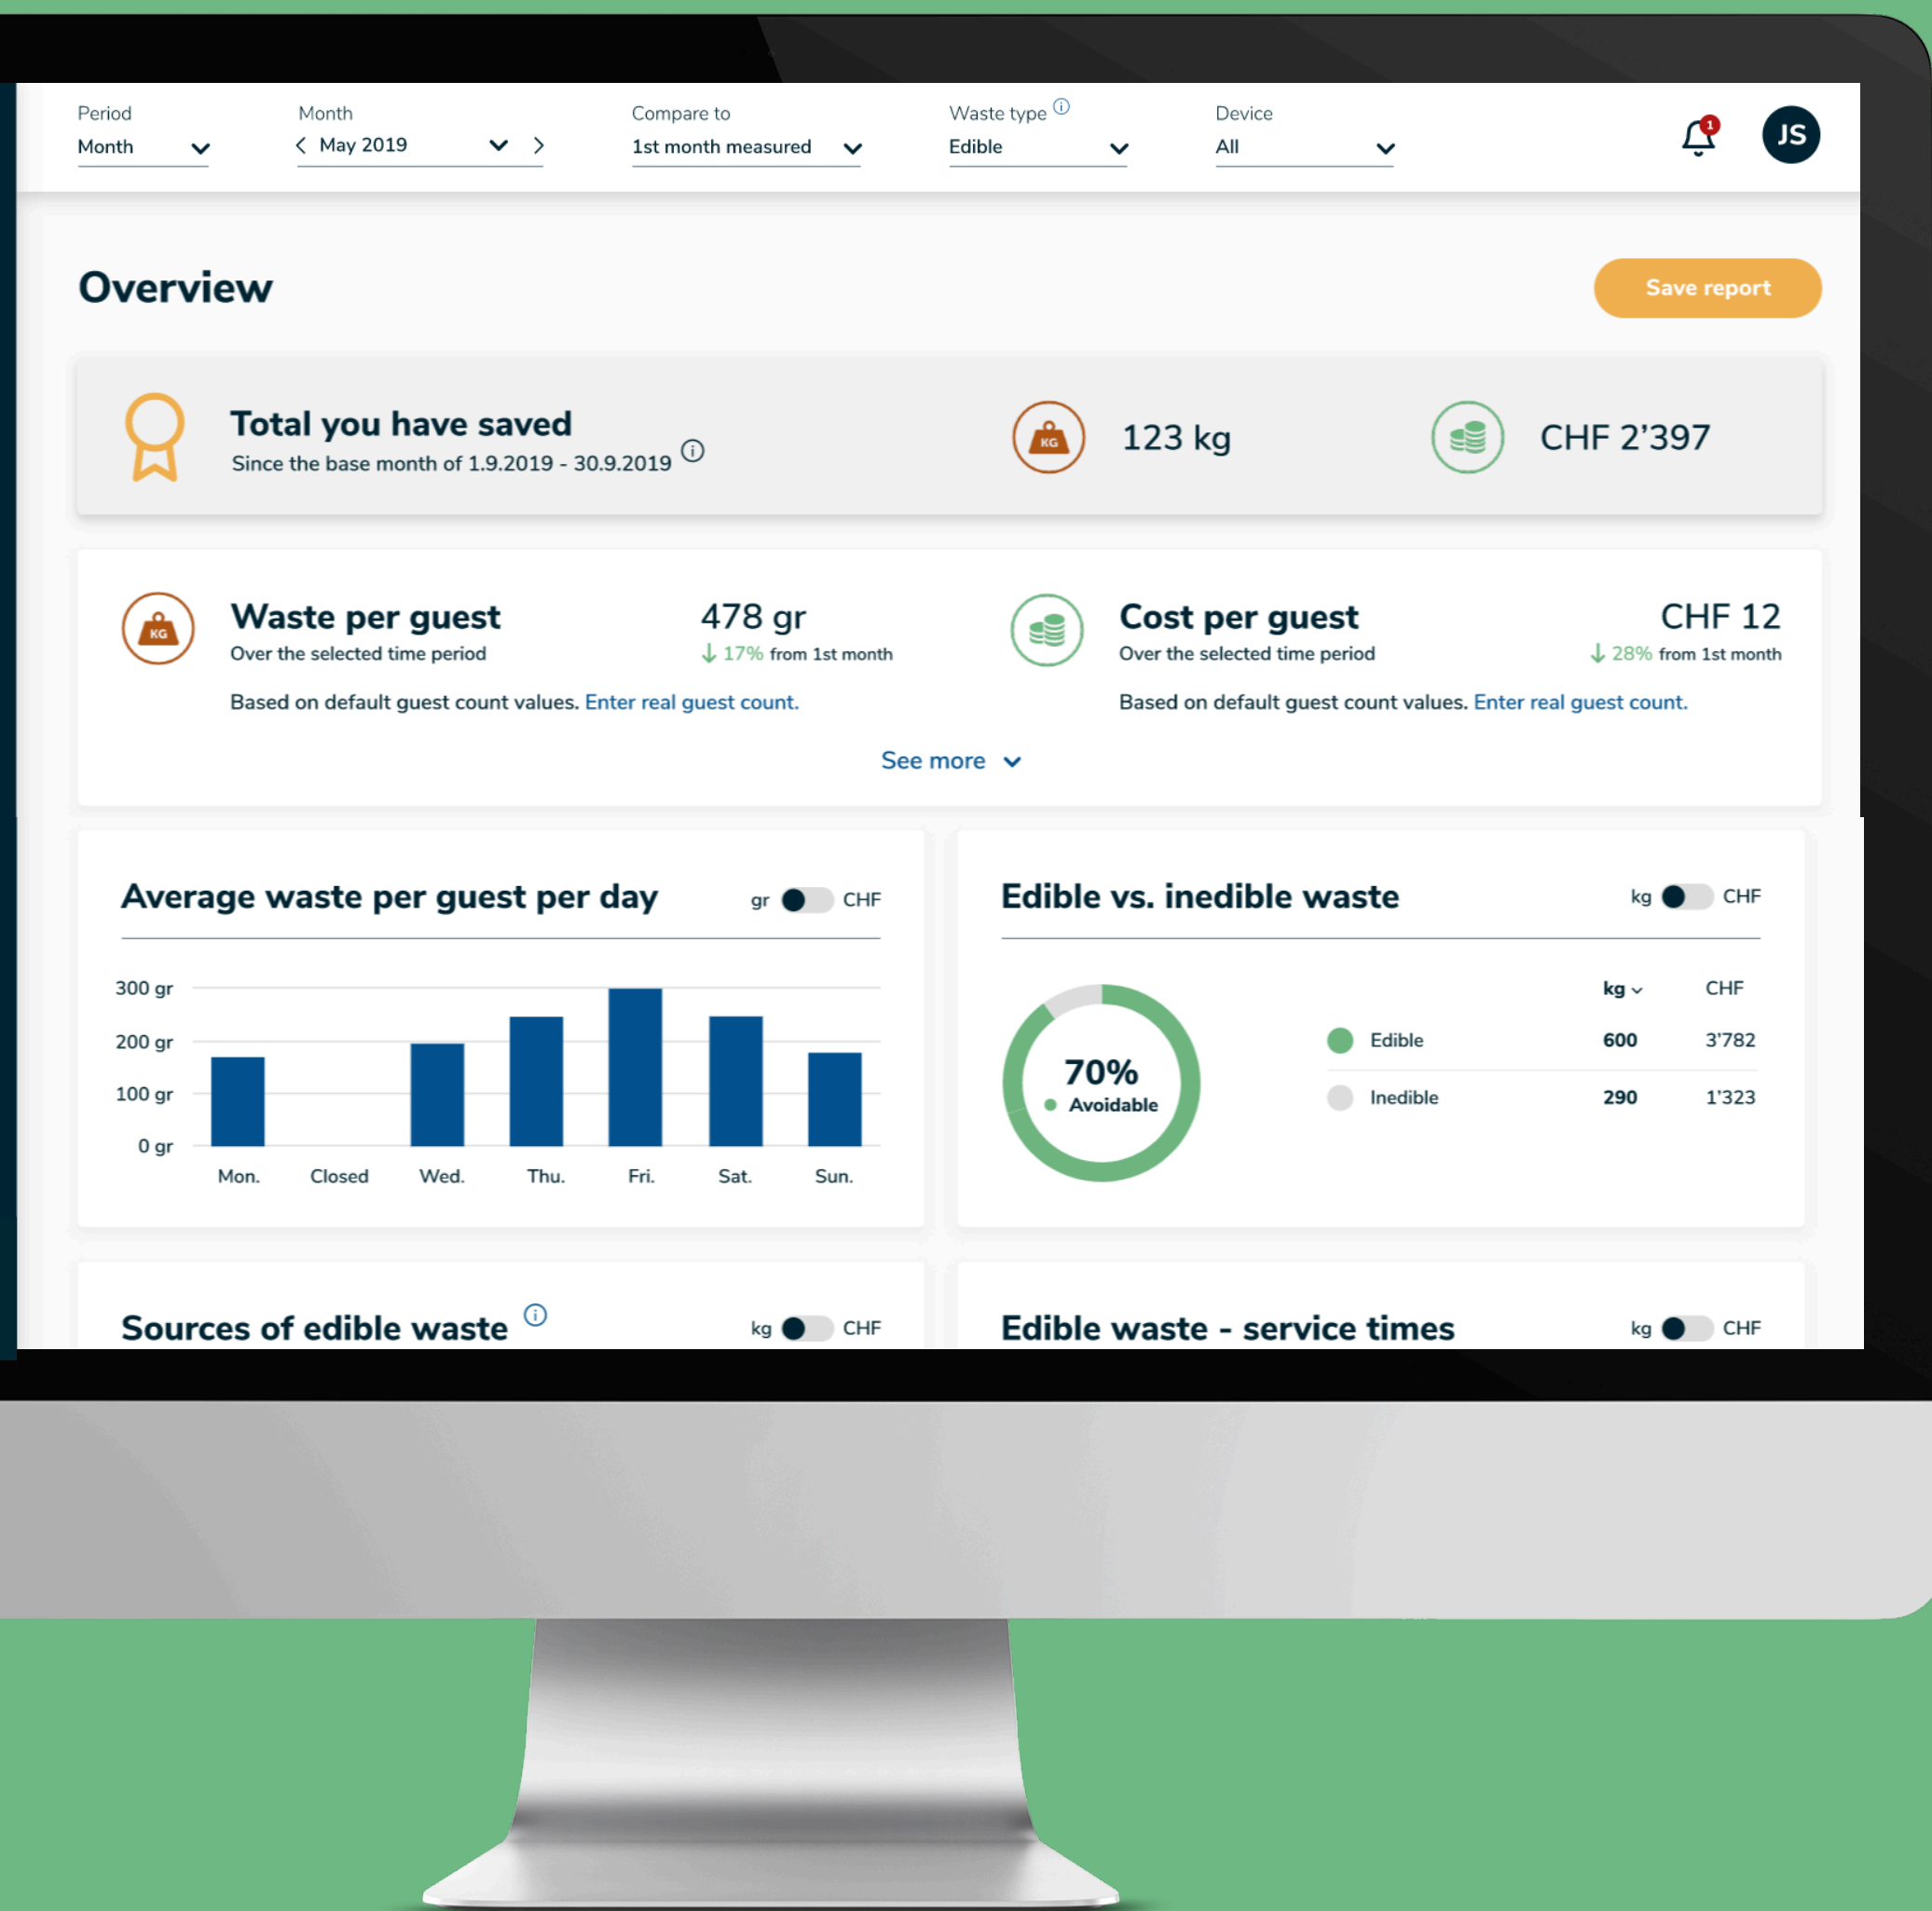 Period Month Compare to Waste type Device
Month May 2019 1st month measured Edible All
1
JS
Overview
Save report
Total you have saved
Since the base month of 1.9.2019 - 30.9.2019
KG
123 kg
CHF 2’397
KG
Waste per guest
Over the selected time period
478 gr
17% from 1st month
Based on default guest count values. Enter real guest count.
Cost per guest
Over the selected time period
CHF 12
28% from 1st month
Based on default guest count values. Enter real guest count.
See more
Average waste per guest per day
gr CHF
300 gr
200 gr
100 gr
0 gr
Mon. Closed Wed. Thu. Fri. Sat. Sun.
Edible vs. inedible waste
kg CHF
70%
Avoidable
kg CHF
Edible 600 3’782
Inedible 290 1’323
Sources of edible waste
kg CHF
Edible waste - service times
kg CHF